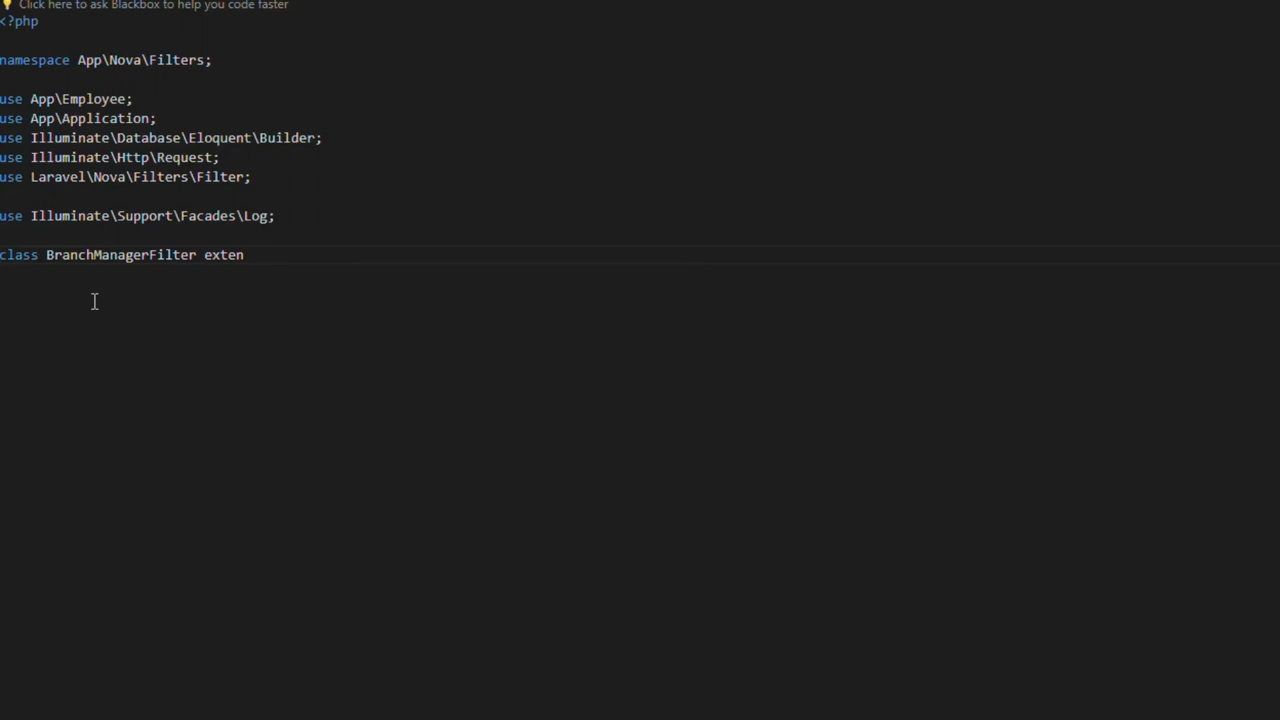 Click here to ask Blackbox to help you code faster
<?php
namespace App\Nova\Filters;
use App\Employee;
use App\Application;
use Illuminate\Database\Eloquent\Builder;
use Illuminate\Http\Request;
use Laravel\Nova\Filters\Filter;
use Illuminate\Support\Facades\Log;
class BranchManagerFilter exten